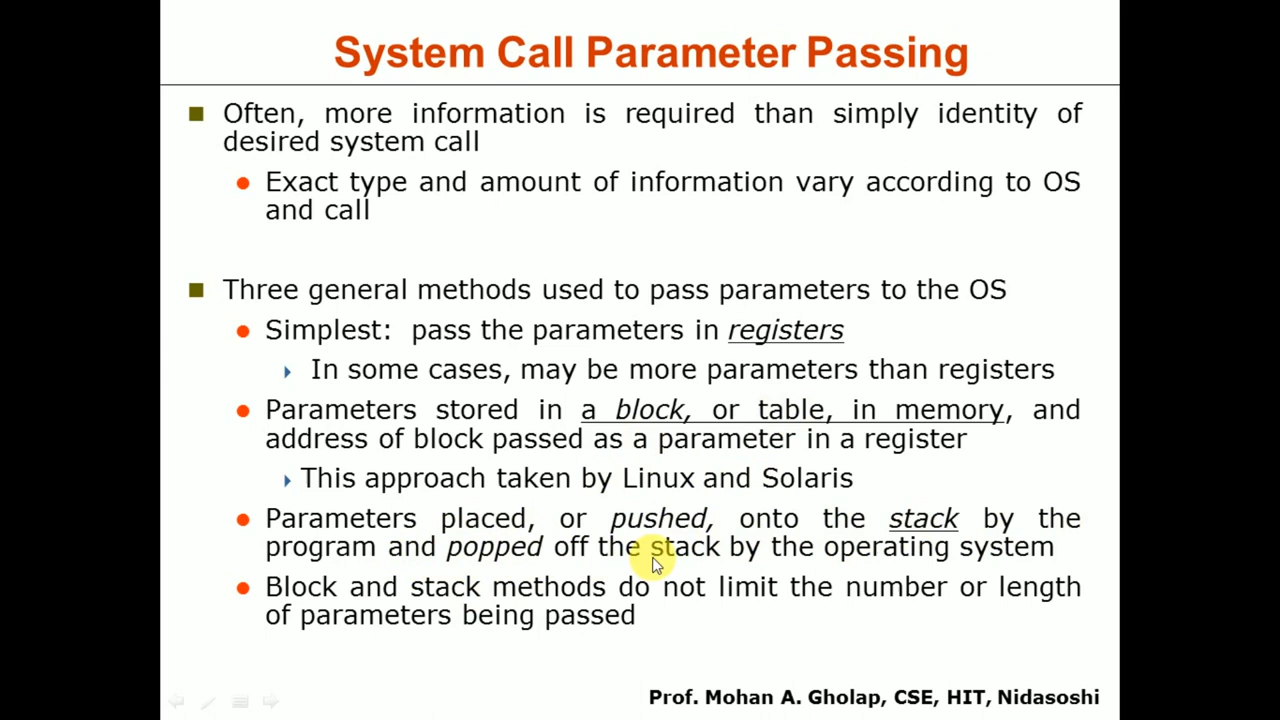 System Call Parameter Passing
Often, more information is required than simply identity of
desired system call
Exact type and amount of information vary according to OS
and call
Three general methods used to pass parameters to the OS
Simplest: pass the parameters in registers
In some cases, may be more parameters than registers
Parameters stored in a block, or table, in memory, and
address of block passed as a parameter in a register
This approach taken by Linux and Solaris
Parameters placed, or pushed, onto the stack by the
program and popped off the stack by the operating system
Block and stack methods do not limit the number or length
of parameters being passed
Prof. Mohan A. Gholap, CSE, HIT, Nidasoshi